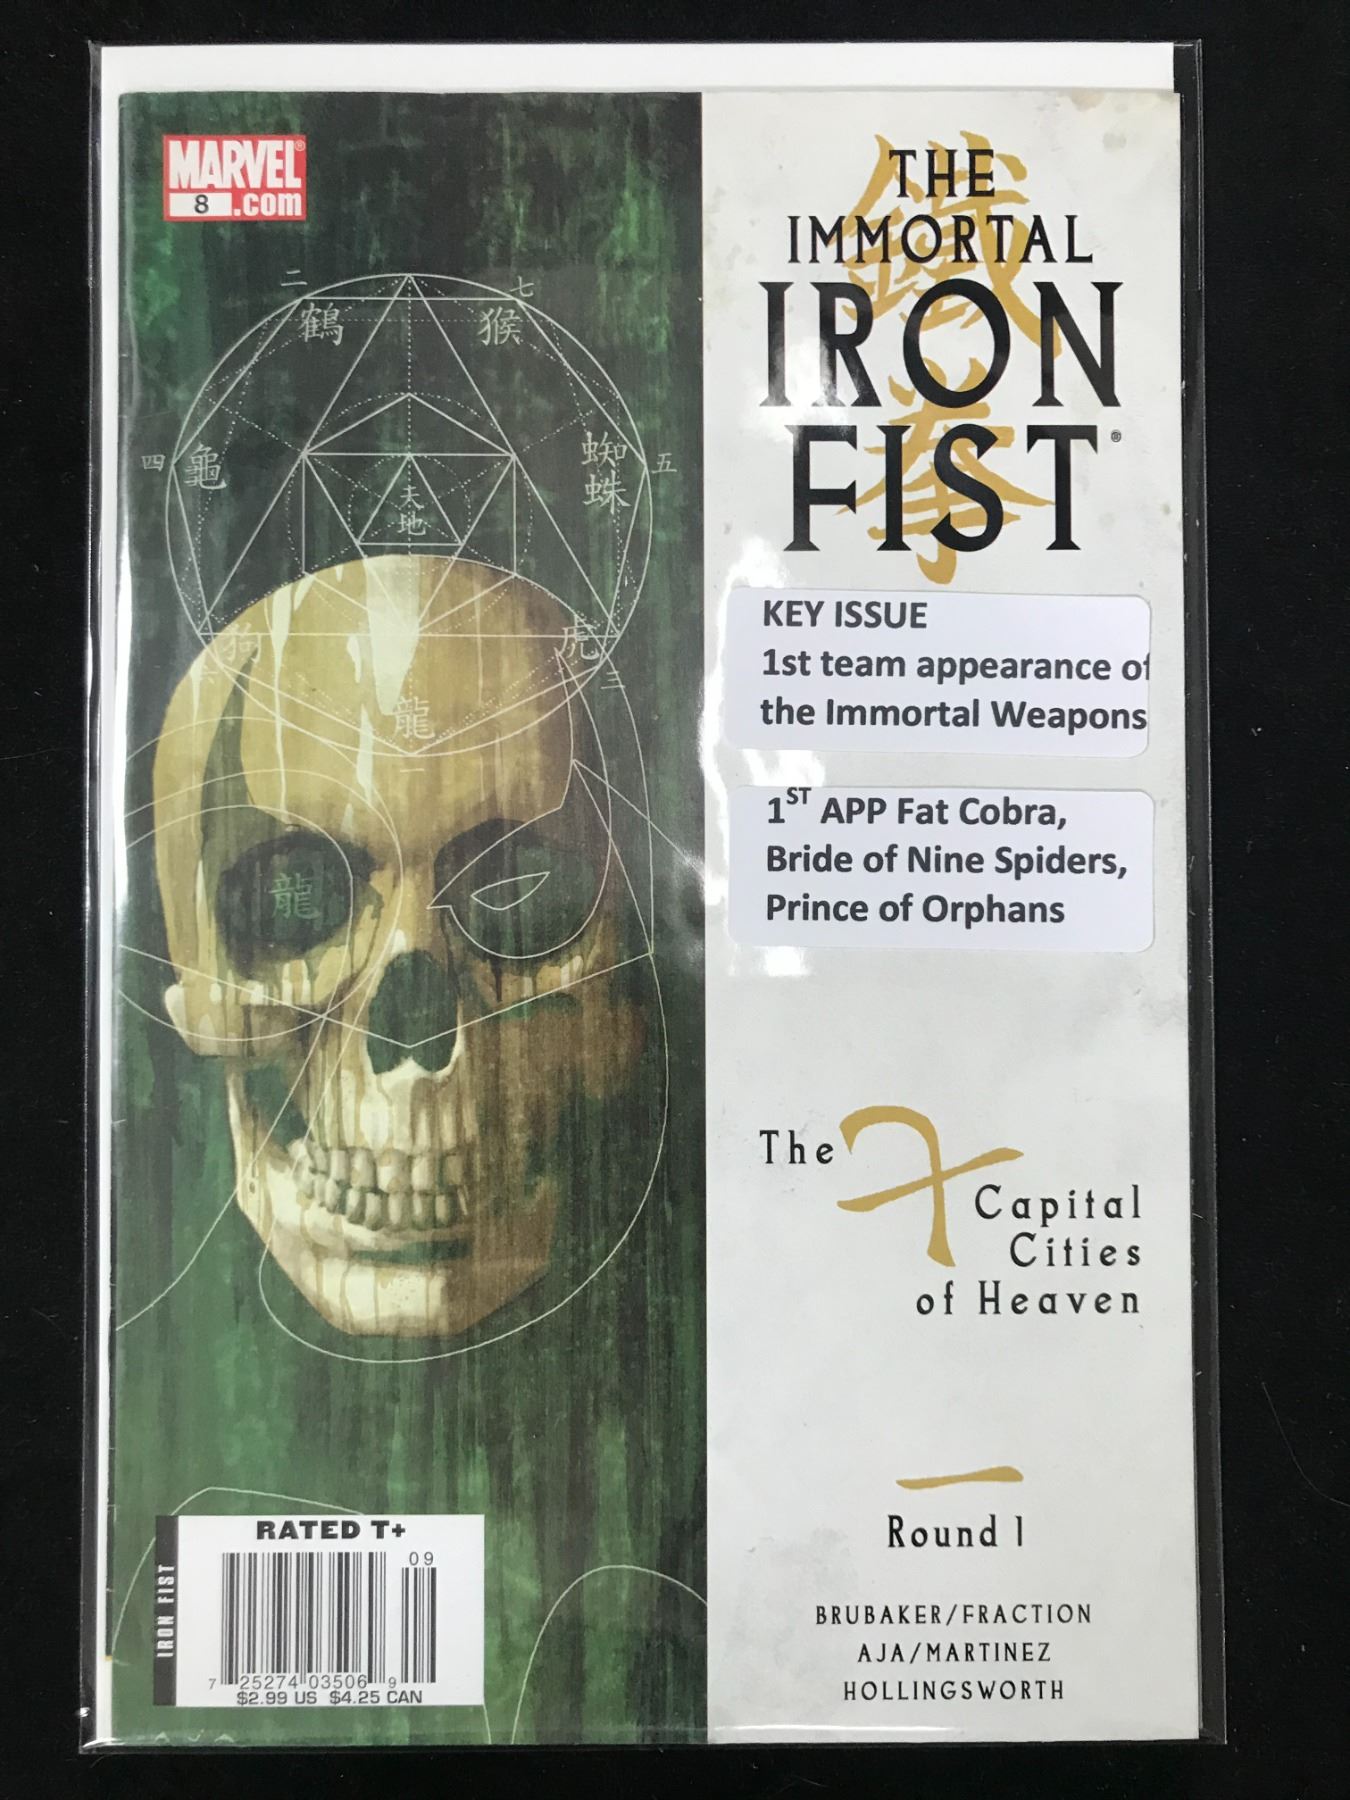 MARVEL®
8 .com
二
七
鶴
猴
四
龜
蜘
蛛
五
天
地
狗
虎
三
龍
一
龍
鐵
拳
THE
IMMORTAL
IRON
FIST®
KEY ISSUE
1st team appearance of
the Immortal Weapons
1ST APP Fat Cobra,
Bride of Nine Spiders,
Prince of Orphans
The 7
Capital
Cities
of Heaven
一
Round 1
BRUBAKER/FRACTION
AJA/MARTINEZ
HOLLINGSWORTH
RATED T+
IRON FIST
09
7 25274 03506 9
$2.99 US $4.25 CAN